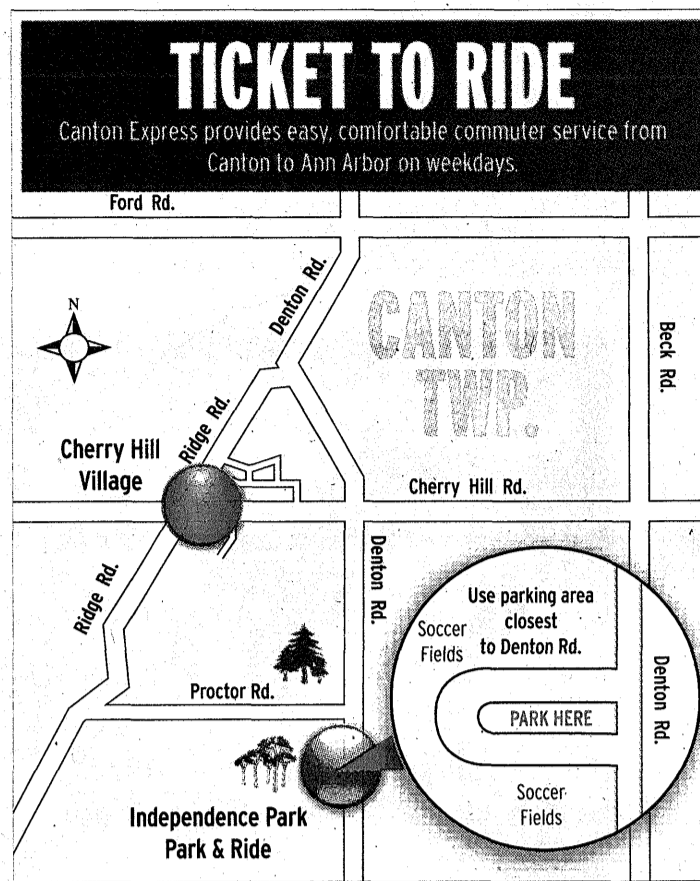 TICKET TO RIDE
Canton Express provides easy, comfortable commuter service from
Canton to Ann Arbor on weekdays.
Ford Rd.
Denton Rd.
N
CANTON
TWP.
Beck Rd.
Ridge Rd.
Cherry Hill
Village
Cherry Hill Rd.
Ridge Rd.
Denton Rd.
Use parking area
closest
to Denton Rd.
Soccer
Fields
Denton Rd.
PARK HERE
Proctor Rd.
Soccer
Fields
Independence Park
Park & Ride